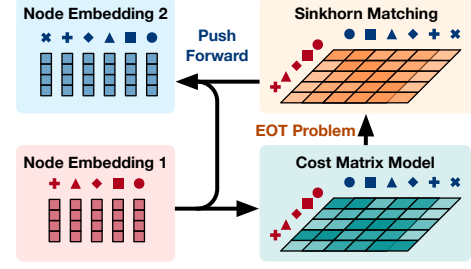 Node Embedding 2
Sinkhorn Matching
Push
Forward
EOT Problem
Node Embedding 1
Cost Matrix Model